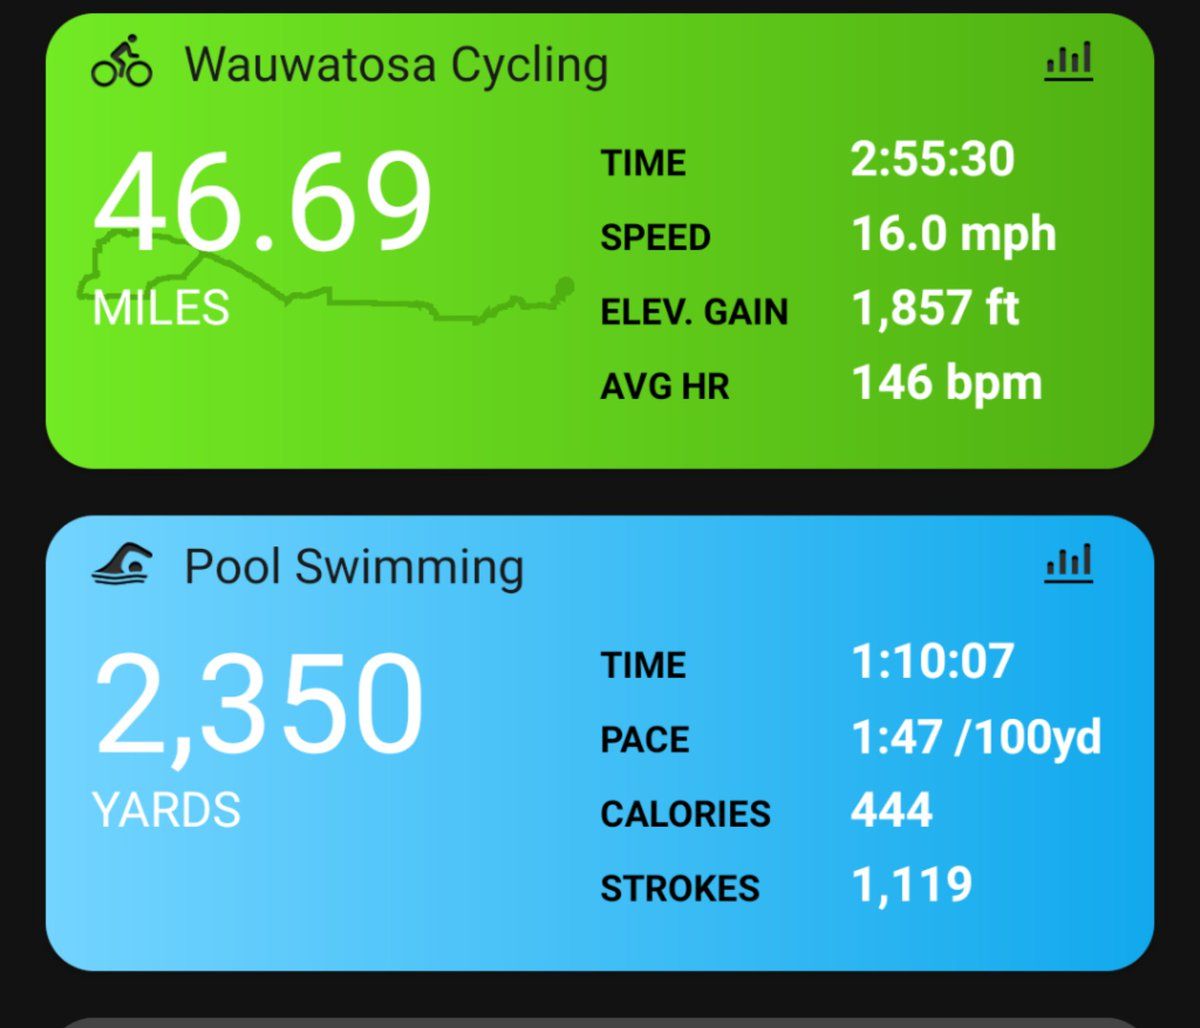 Wauwatosa Cycling
46.69
MILES
TIME 2:55:30
SPEED 16.0 mph
ELEV. GAIN 1,857 ft
AVG HR 146 bpm
Pool Swimming
2,350
YARDS
TIME 1:10:07
PACE 1:47 /100yd
CALORIES 444
STROKES 1,119